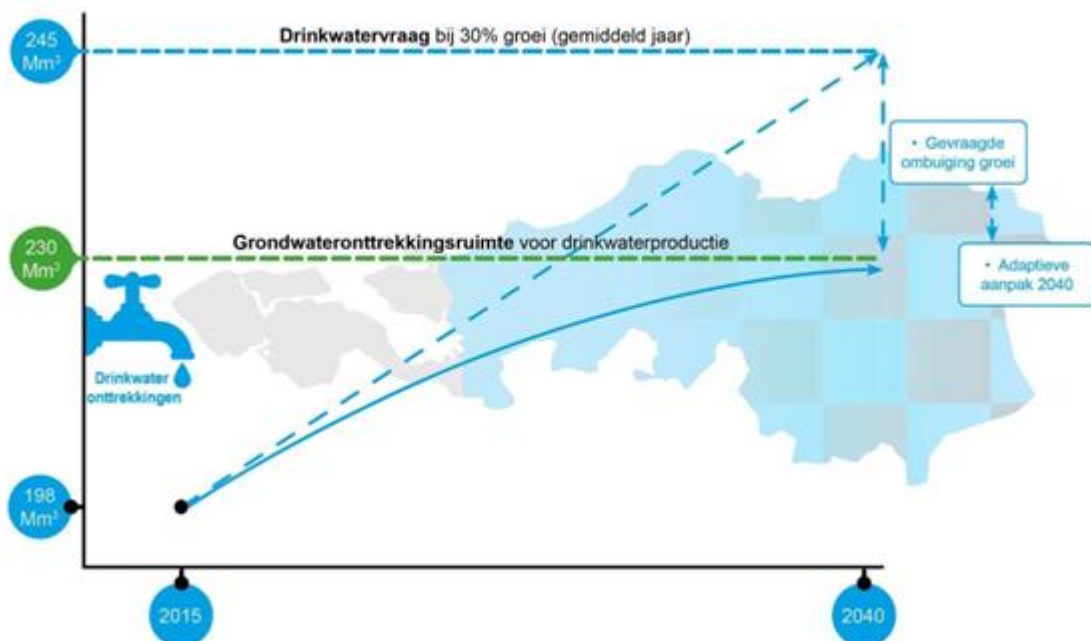 245
Mm³
Drinkwatervraag bij 30% groei (gemiddeld jaar)
• Gevraagde
ombuiging groei
230
Mm³
Grondwateronttrekkingsruimte voor drinkwaterproductie
• Adaptieve
aanpak 2040
Drinkwater
onttrekkingen
198
Mm³
2015
2040